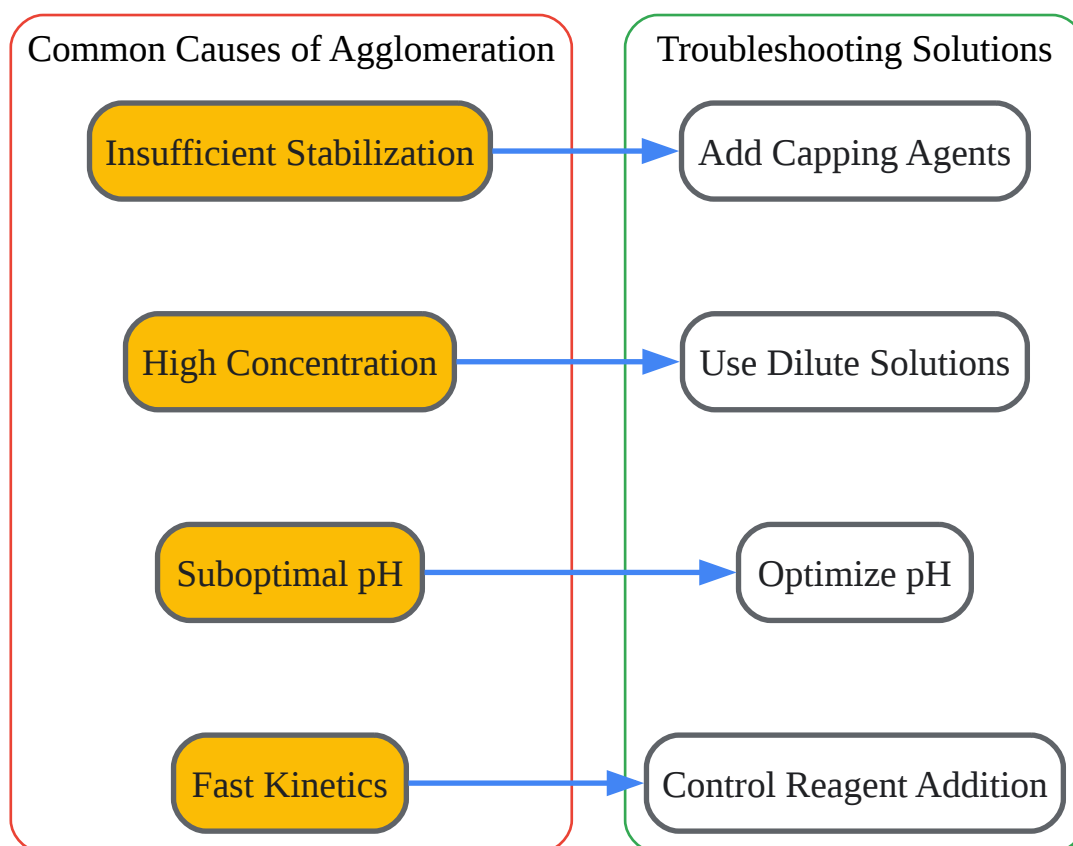 Common Causes of Agglomeration
Troubleshooting Solutions
Insufficient Stabilization
Add Capping Agents
High Concentration
Use Dilute Solutions
Suboptimal pH
Optimize pH
Fast Kinetics
Control Reagent Addition